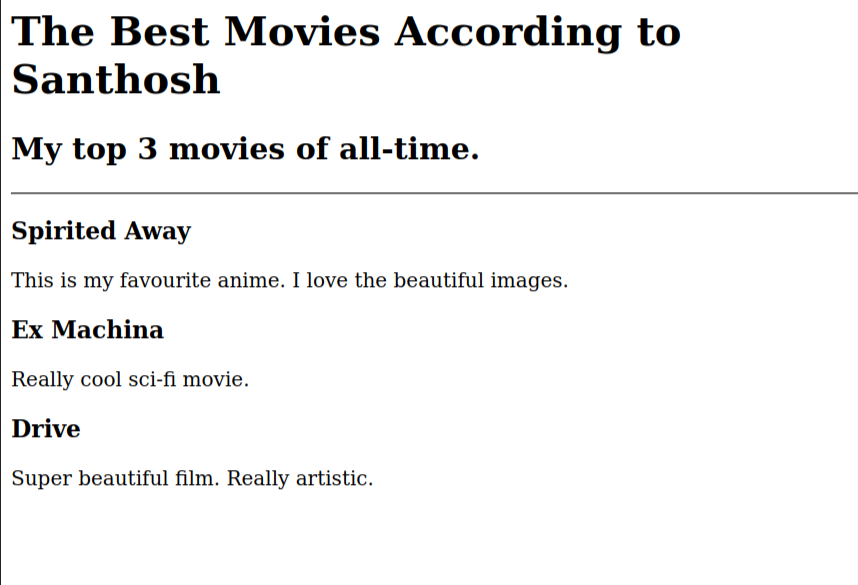 The Best Movies According to
Santhosh
My top 3 movies of all-time.
Spirited Away
This is my favourite anime. I love the beautiful images.
Ex Machina
Really cool sci-fi movie.
Drive
Super beautiful film. Really artistic.